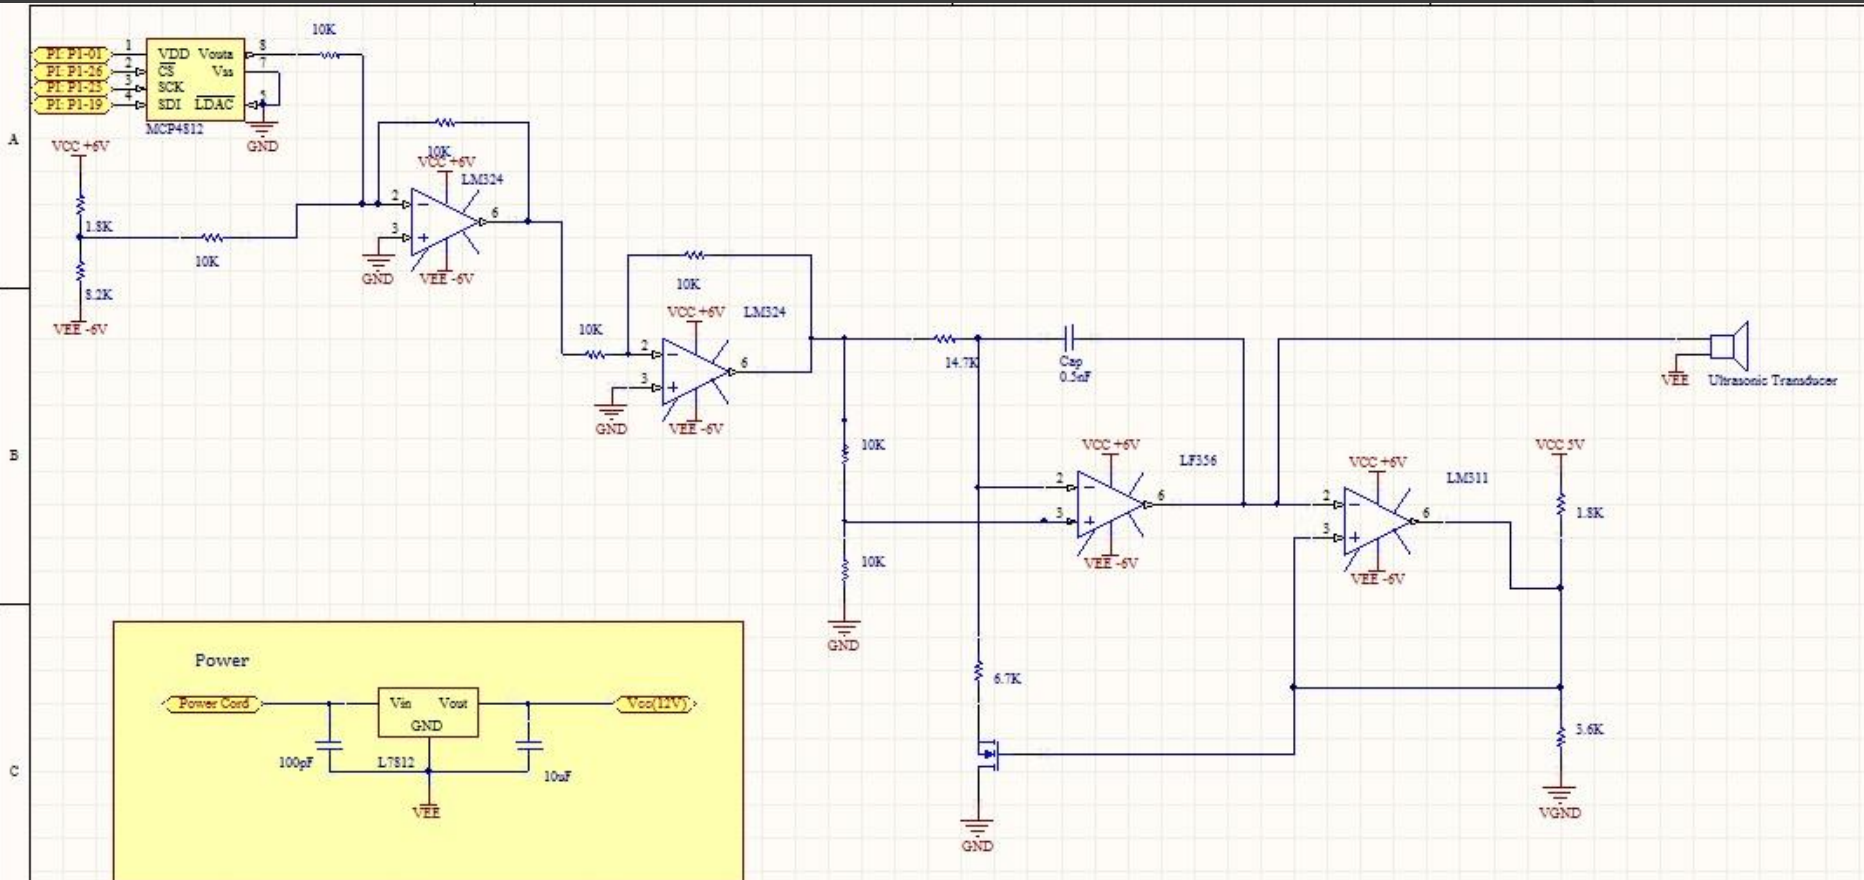 10K
PI: P1-01
1
VDD
Vouta
8
PI: P1-26
2
CS
Vss
7
PI: P1-23
3
SCK
PI: P1-19
4
SDI
LDAC
5
MCP4812
GND
A
VCC +6V
10K
VCC +6V
LM324
2
6
3
1.8K
10K
GND
VEE -6V
8.2K
VEE -6V
10K
VCC +6V
LM324
10K
2
6
3
GND
VEE -6V
14.7K
Cap
0.5nF
VEE
Ultrasonic Transducer
B
10K
VCC +6V
LF356
2
6
3
VEE -6V
VCC +6V
LM311
2
6
3
VEE -6V
VCC 5V
1.8K
10K
GND
6.7K
3.6K
VGND
GND
C
Power
Power Cord
Vin
Vout
GND
Vcc(12V)
100pF
L7812
10uF
VEE